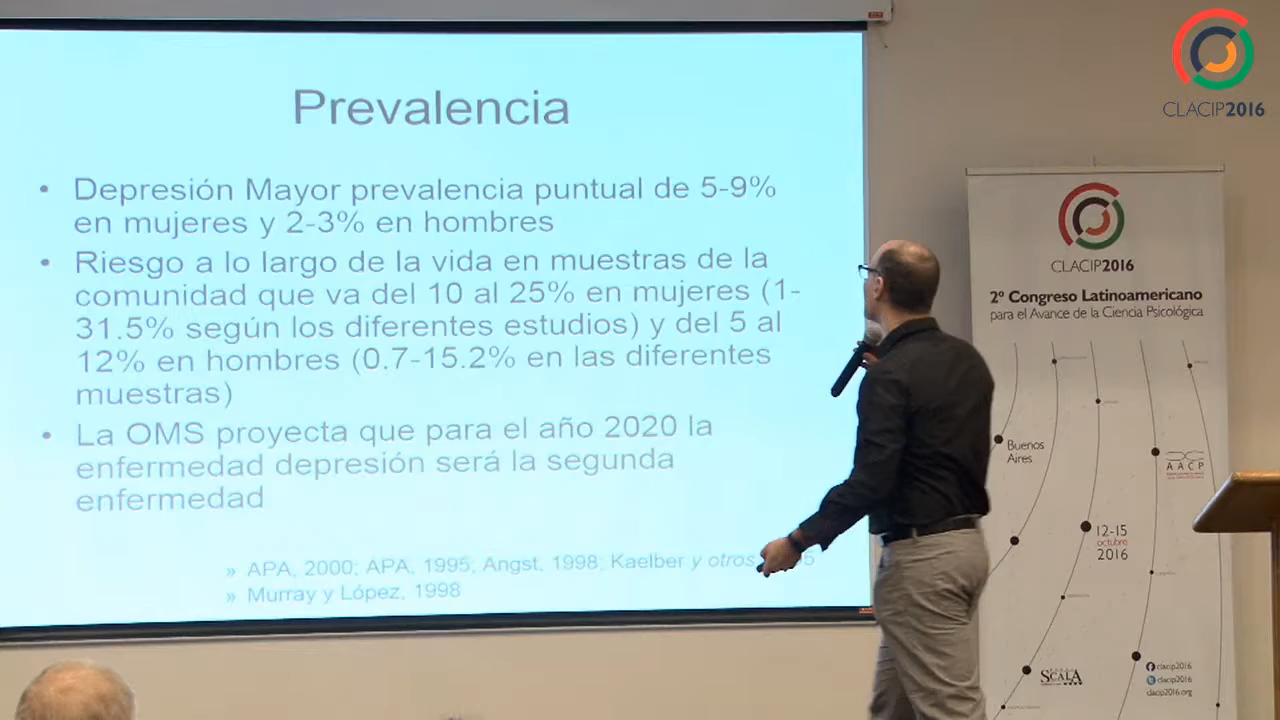 Prevalencia
• Depresión Mayor prevalencia puntual de 5-9%
en mujeres y 2-3% en hombres
• Riesgo a lo largo de la vida en muestras de la
comunidad que va del 10 al 25% en mujeres (1-
31.5% según los diferentes estudios) y del 5 al
12% en hombres (0.7-15.2% en las diferentes
muestras)
• La OMS proyecta que para el año 2020 la
enfermedad depresión será la segunda
enfermedad
» APA, 2000; APA, 1995; Angst, 1998; Kaelber y otros
» Murray y López, 1998
CLACIP2016
CLACIP2016
2º Congreso Latinoamericano
para el Avance de la Ciencia Psicológica
Buenos
Aires
AACP
12-15
octubre
2016
SCALA
clacip2016
clacip2016
clacip2016.org